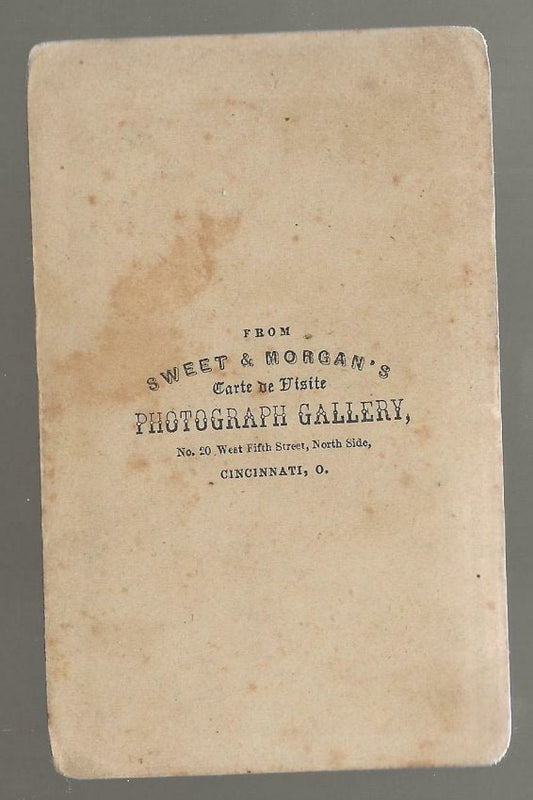 FROM
SWEET & MORGAN'S
Carte de Visite
PHOTOGRAPH GALLERY,
No. 20 West Fifth Street, North Side,
CINCINNATI, O.